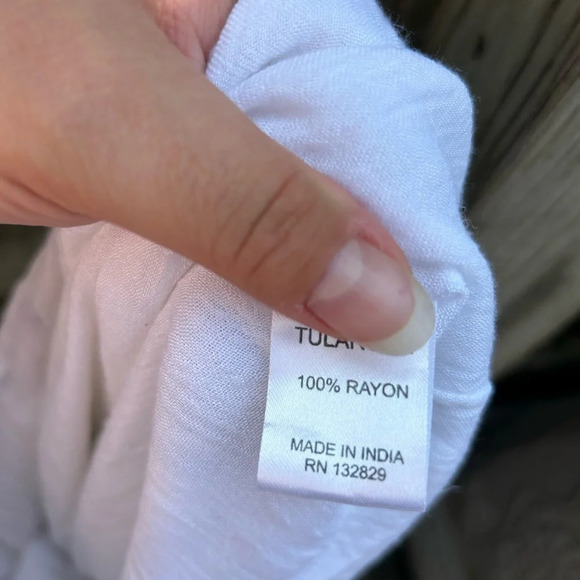 100% RAYON
MADE IN INDIA
RN 132829